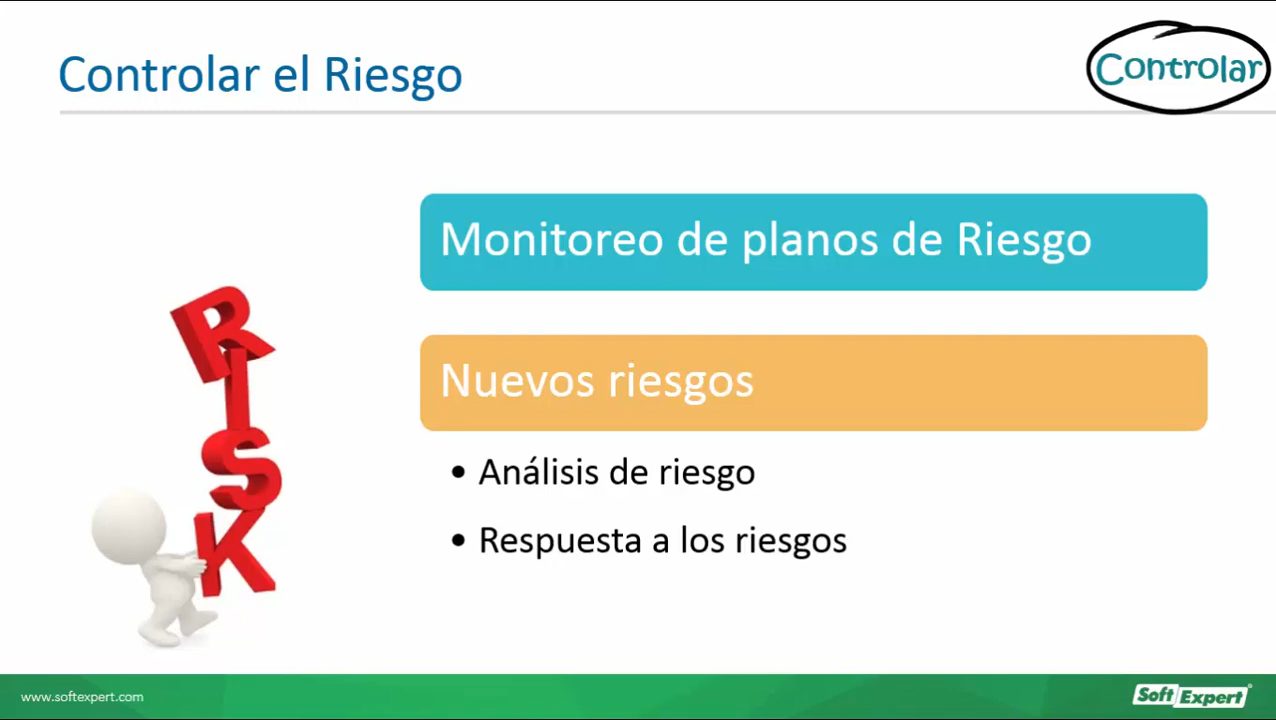 Controlar el Riesgo
Controlar
Monitoreo de planos de Riesgo
Nuevos riesgos
• Análisis de riesgo
• Respuesta a los riesgos
RISK
www.softexpert.com
SoftExpert®